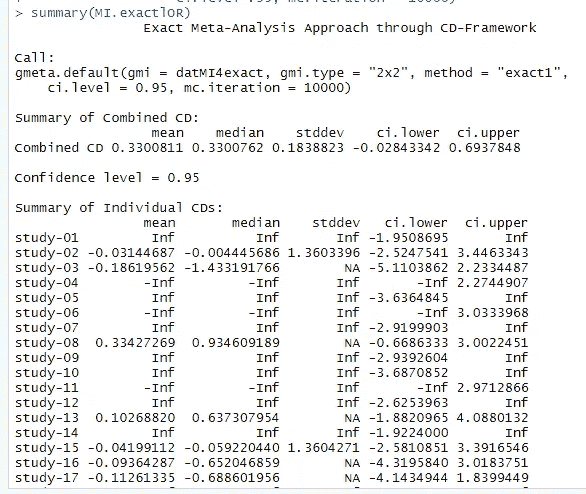 > summary(MI.exactlOR)
Exact Meta-Analysis Approach through CD-Framework
Call:
gmeta.default(gmi = datMI4exact, gmi.type = "2x2", method = "exact1",
ci.level = 0.95, mc.iteration = 10000)
Summary of Combined CD:
mean median stddev ci.lower ci.upper
Combined CD 0.3300811 0.3300762 0.1838823 -0.02843342 0.6937848
Confidence level = 0.95
Summary of Individual CDs:
mean median stddev ci.lower ci.upper
study-01 Inf Inf Inf -1.9508695 Inf
study-02 -0.03144687 -0.004445686 1.3603396 -2.5247541 3.4463343
study-03 -0.18619562 -1.433191766 NA -5.1103862 2.2334487
study-04 -Inf -Inf Inf -Inf 2.2744907
study-05 Inf Inf Inf -3.6364845 Inf
study-06 -Inf -Inf Inf -Inf 3.0333968
study-07 Inf Inf Inf -2.9199903 Inf
study-08 0.33427269 0.934609189 NA -0.6686333 3.0022451
study-09 Inf Inf Inf -2.9392604 Inf
study-10 Inf Inf Inf -3.6870852 Inf
study-11 -Inf -Inf Inf -Inf 2.9712866
study-12 Inf Inf Inf -2.6253963 Inf
study-13 0.10268820 0.637307954 NA -1.8820965 4.0880132
study-14 Inf Inf Inf -1.9224000 Inf
study-15 -0.04199112 -0.059220440 1.3604271 -2.5810851 3.3916546
study-16 -0.09364287 -0.652046859 NA -4.3195840 3.0183751
study-17 -0.11261335 -0.688601956 NA -4.1434944 1.8399449